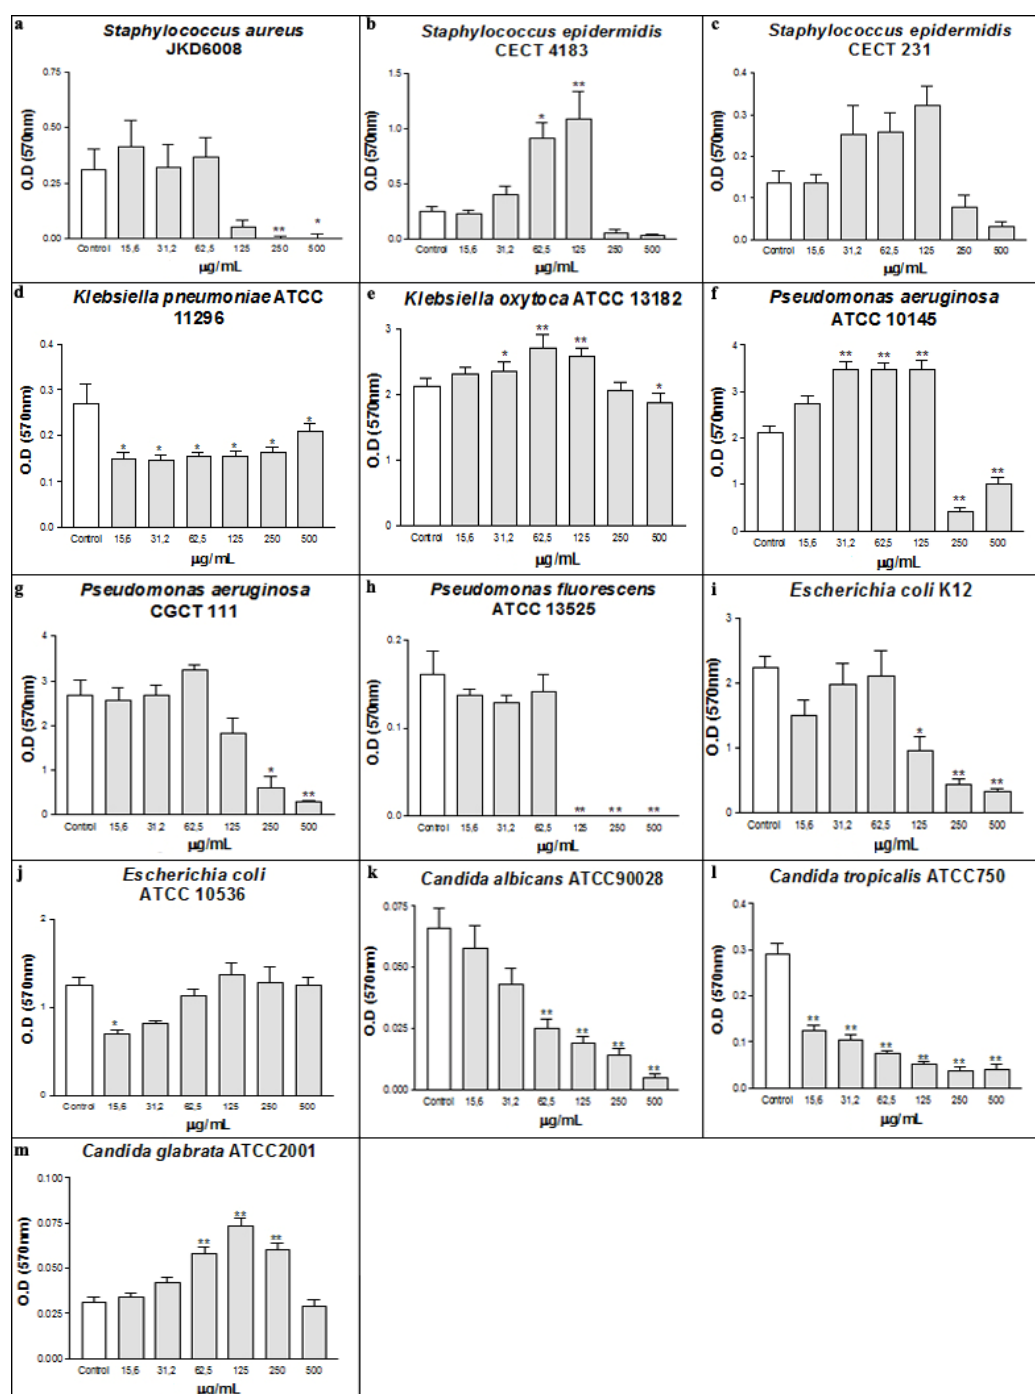 a
Staphylococcus aureus
JKD6008
O.D (570nm)
0.75
0.50
0.25
0.00
** *
Control 15,6 31,2 62,5 125 250 500
µg/mL
b
Staphylococcus epidermidis
CECT 4183
O.D (570nm)
1.5
1.0
0.5
0.0
* **
Control 15,6 31,2 62,5 125 250 500
µg/mL
c
Staphylococcus epidermidis
CECT 231
O.D (570nm)
0.4
0.3
0.2
0.1
0.0
Control 15,6 31,2 62,5 125 250 500
µg/mL
d
Klebsiella pneumoniae ATCC
11296
O.D (570nm)
0.4
0.3
0.2
0.1
0.0
* * * * * *
Control 15,6 31,2 62,5 125 250 500
µg/mL
e
Klebsiella oxytoca ATCC 13182
O.D (570nm)
3
2
1
0
* ** ** *
Control 15,6 31,2 62,5 125 250 500
µg/mL
f
Pseudomonas aeruginosa
ATCC 10145
O.D (570nm)
4
3
2
1
0
** ** ** ** **
Control 15,6 31,2 62,5 125 250 500
µg/mL
g
Pseudomonas aeruginosa
CGCT 111
O.D (570nm)
4
3
2
1
0
* **
Control 15,6 31,2 62,5 125 250 500
µg/mL
h
Pseudomonas fluorescens
ATCC 13525
O.D (570nm)
0.2
0.1
0.0
** ** **
Control 15,6 31,2 62,5 125 250 500
µg/mL
i
Escherichia coli K12
O.D (570nm)
3
2
1
0
* ** **
Control 15,6 31,2 62,5 125 250 500
µg/mL
j
Escherichia coli
ATCC 10536
O.D (570nm)
2
1
0
*
Control 15,6 31,2 62,5 125 250 500
µg/mL
k
Candida albicans ATCC90028
O.D (570nm)
0.075
0.050
0.025
0.000
** ** ** **
Control 15,6 31,2 62,5 125 250 500
µg/mL
l
Candida tropicalis ATCC750
O.D (570nm)
0.4
0.3
0.2
0.1
0.0
** ** ** ** ** **
Control 15,6 31,2 62,5 125 250 500
µg/mL
m
Candida glabrata ATCC2001
O.D (570nm)
0.100
0.075
0.050
0.025
0.000
** ** **
Control 15,6 31,2 62,5 125 250 500
µg/mL